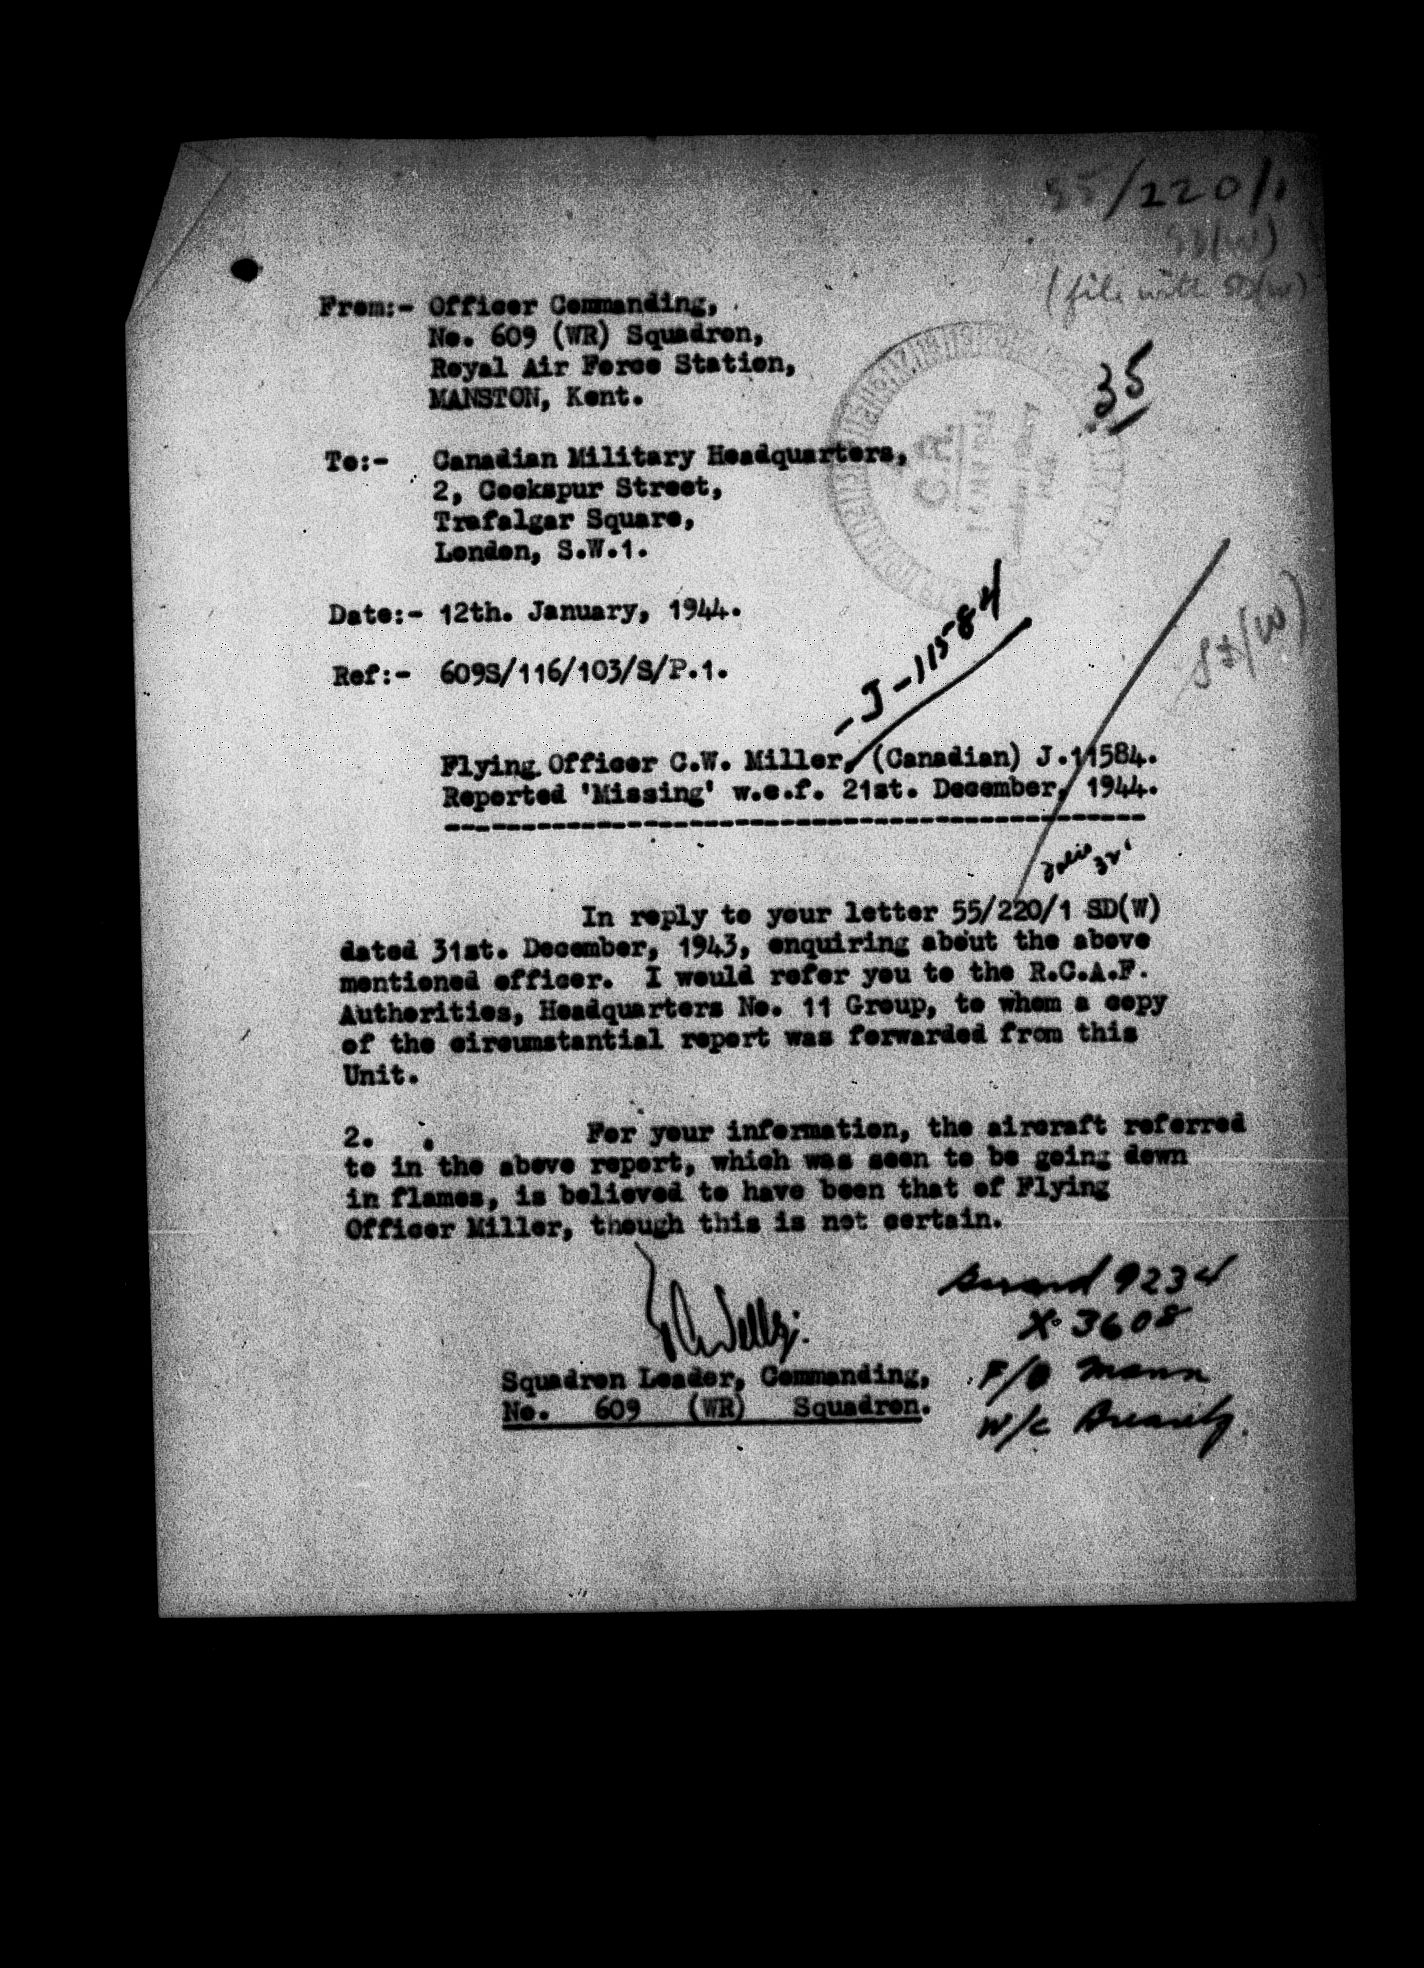 55/220/1
SD(W)
(file with SD(W))
35
From:- Officer Commanding,
No. 609 (WR) Squadron,
Royal Air Force Station,
MANSTON, Kent.
To:- Canadian Military Headquarters,
2, Cockspur Street,
Trafalgar Square,
London, S.W.1.
C.R.
Date:- 12th. January, 1944.
Ref:- 609S/116/103/S/P.1.
- J-11584
Flying Officer C.W. Miller, (Canadian) J.11584.
Reported 'Missing' w.e.f. 21st. December, 1944.
folio 32
In reply to your letter 55/220/1 SD(W)
dated 31st. December, 1943, enquiring about the above
mentioned officer. I would refer you to the R.C.A.F.
Authorities, Headquarters No. 11 Group, to whom a copy
of the circumstantial report was forwarded from this
Unit.
2. . For your information, the aircraft referred
to in the above report, which was seen to be going down
in flames, is believed to have been that of Flying
Officer Miller, though this is not certain.
Squadron Leader, Commanding,
No. 609 (WR) Squadron.
9234
X-3608
F/O Mann
W/C